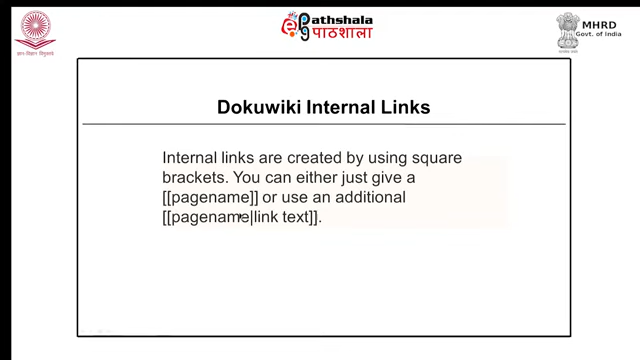 Pathshala
पाठशाला
MHRD
Govt. of India
Dokuwiki Internal Links
Internal links are created by using square
brackets. You can either just give a
[[pagename]] or use an additional
[[pagename|link text]].